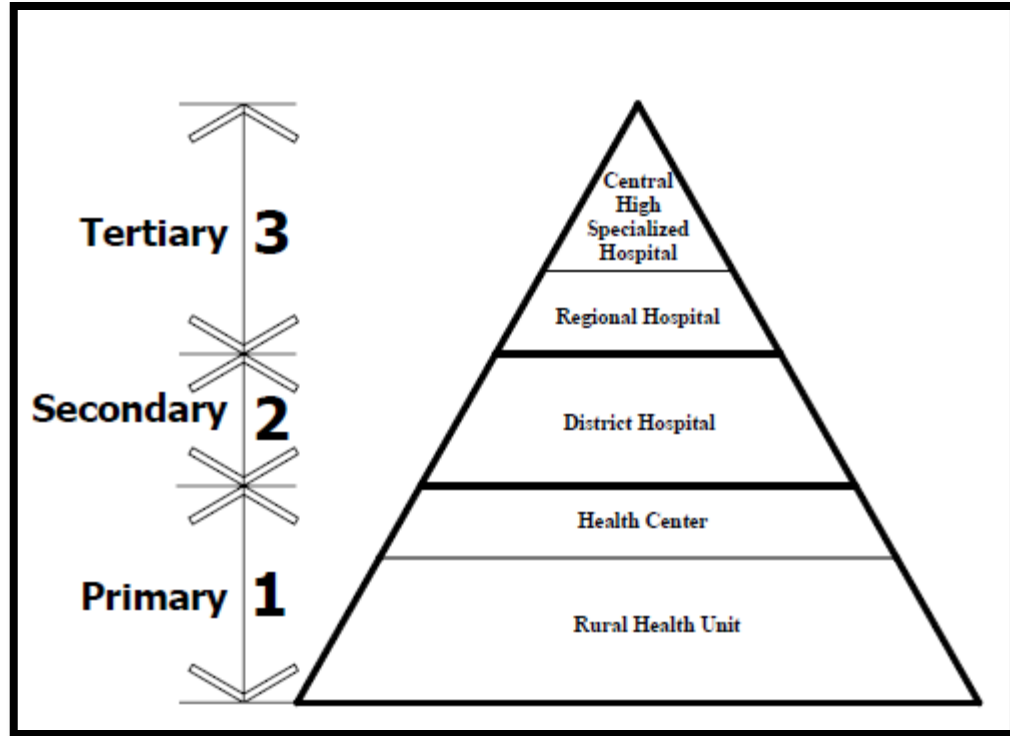 Central
High
Specialized
Hospital
Tertiary 3
Regional Hospital
Secondary 2
District Hospital
Health Center
Primary 1
Rural Health Unit